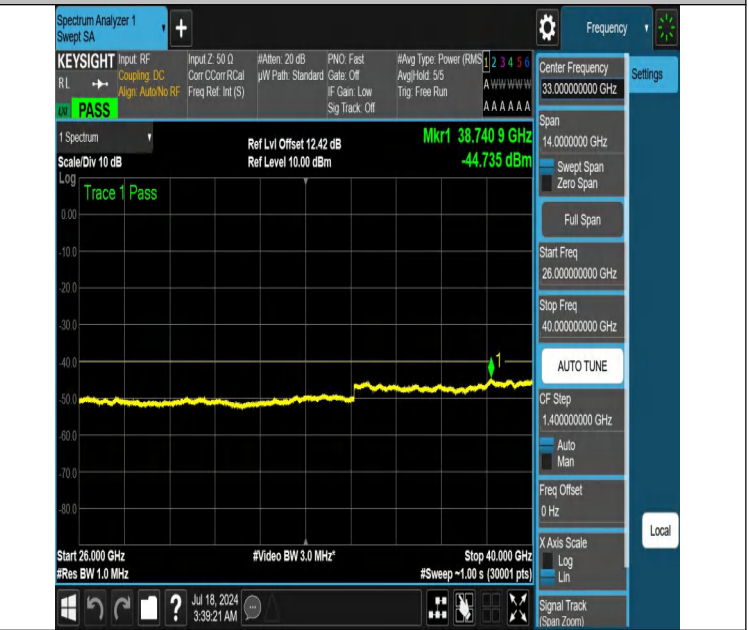 Spectrum Analyzer 1
Swept SA
+
Frequency
KEYSIGHT
RL
PASS
Input: RF
Coupling: DC
Align: Auto/No RF
Input Z: 50 Ω
Corr CCorr RCal
Freq Ref: Int (S)
#Atten: 20 dB
µW Path: Standard
PNO: Fast
Gate: Off
IF Gain: Low
Sig Track: Off
#Avg Type: Power (RMS
Avg|Hold: 5/5
Trig: Free Run
1 2 3 4 5 6
A W W W W W
A A A A A A
1 Spectrum
Scale/Div 10 dB
Ref Lvl Offset 12.42 dB
Ref Level 10.00 dBm
Mkr1 38.740 9 GHz
-44.735 dBm
Log
Trace 1 Pass
0.00
-10.0
-20.0
-30.0
-40.0
-50.0
-60.0
-70.0
-80.0
1
Start 26.000 GHz
#Res BW 1.0 MHz
#Video BW 3.0 MHz*
Stop 40.000 GHz
#Sweep ~1.00 s (30001 pts)
Center Frequency
33.00000000 GHz
Settings
Span
14.0000000 GHz
Swept Span
Zero Span
Full Span
Start Freq
26.000000000 GHz
Stop Freq
40.000000000 GHz
AUTO TUNE
CF Step
1.400000000 GHz
Auto
Man
Freq Offset
0 Hz
X Axis Scale
Log
Lin
Signal Track
(Span Zoom)
Local
?
Jul 18, 2024
3:39:21 AM